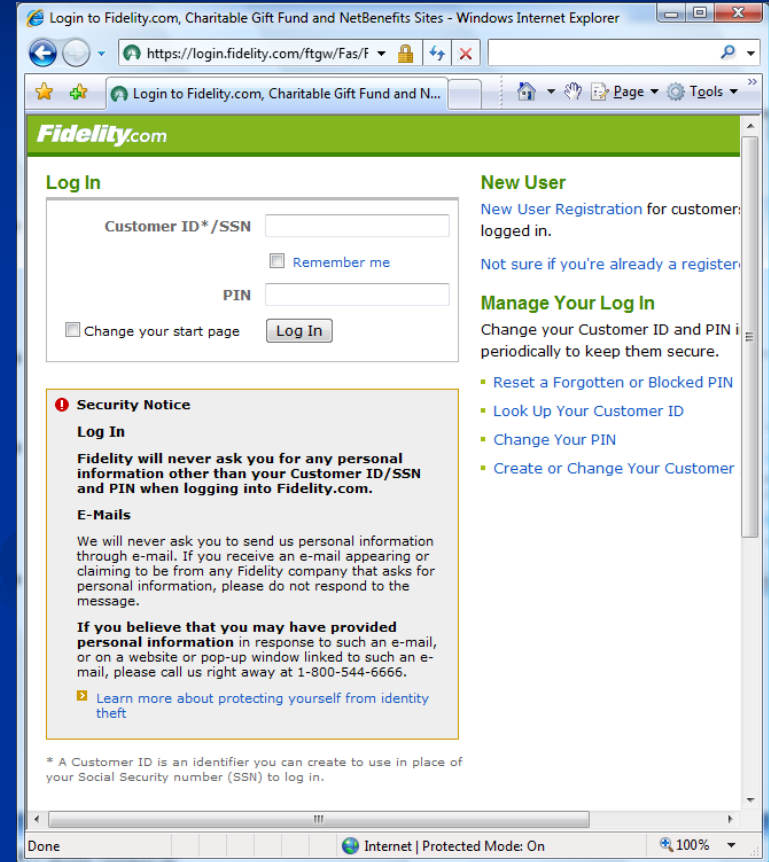 Login to Fidelity.com, Charitable Gift Fund and NetBenefits Sites - Windows Internet Explorer
https://login.fidelity.com/ftgw/Fas/F
Login to Fidelity.com, Charitable Gift Fund and N...
Page
Tools
Fidelity.com
Log In
Customer ID*/SSN
Remember me
PIN
Change your start page
Log In
Security Notice
Log In
Fidelity will never ask you for any personal
information other than your Customer ID/SSN
and PIN when logging into Fidelity.com.
E-Mails
We will never ask you to send us personal information
through e-mail. If you receive an e-mail appearing or
claiming to be from any Fidelity company that asks for
personal information, please do not respond to the
message.
If you believe that you may have provided
personal information in response to such an e-mail,
or on a website or pop-up window linked to such an e-
mail, please call us right away at 1-800-544-6666.
Learn more about protecting yourself from identity
theft
* A Customer ID is an identifier you can create to use in place of
your Social Security number (SSN) to log in.
New User
New User Registration for customers
logged in.
Not sure if you're already a register
Manage Your Log In
Change your Customer ID and PIN i
periodically to keep them secure.
Reset a Forgotten or Blocked PIN
Look Up Your Customer ID
Change Your PIN
Create or Change Your Customer
Done
Internet | Protected Mode: On
100%